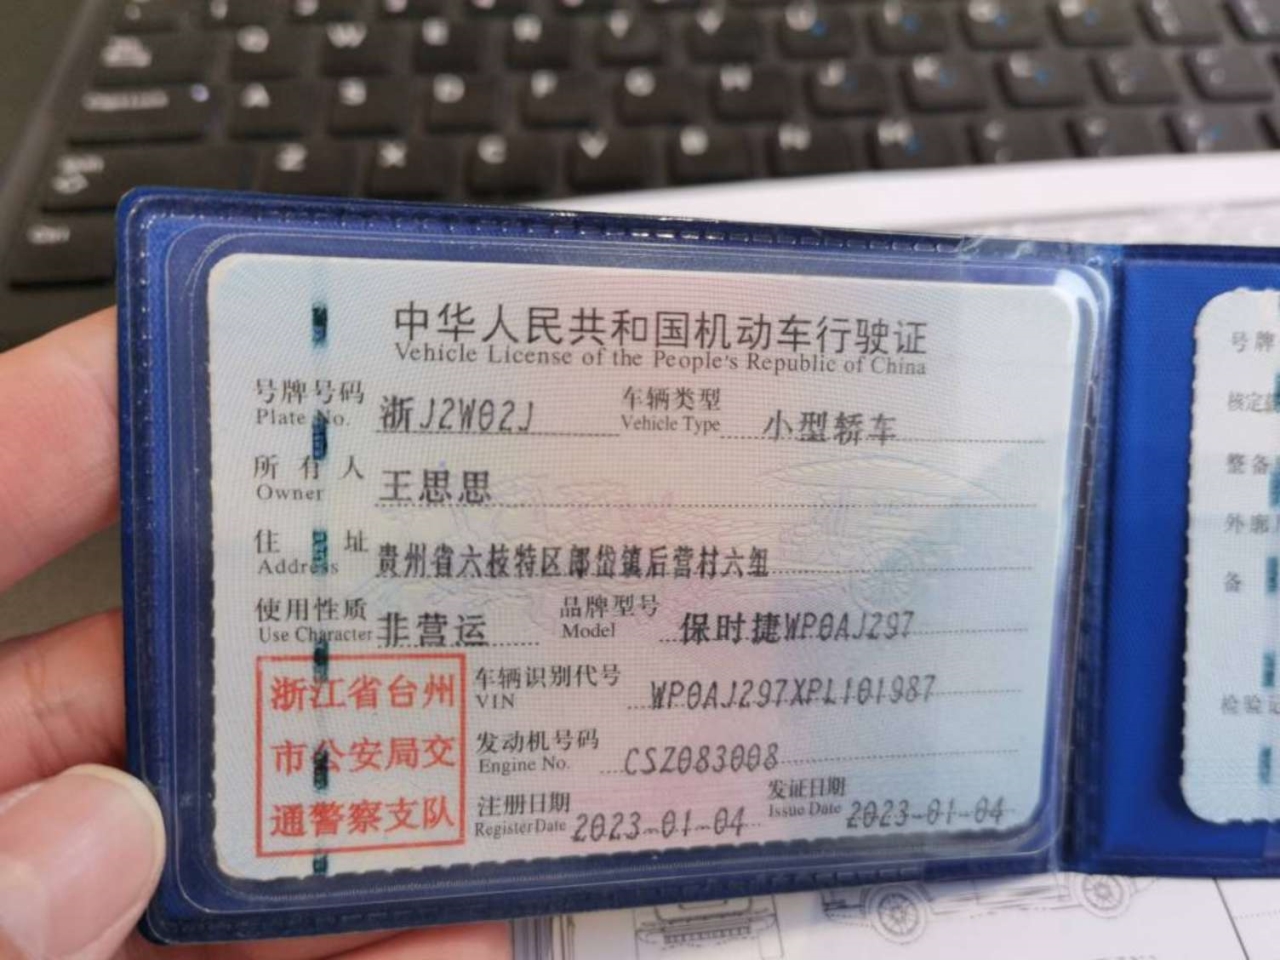 中华人民共和国机动车行驶证
Vehicle License of the People's Republic of China
号牌号码 浙J2W02J 车辆类型 小型轿车
Plate No. Vehicle Type
所有人 王思思
Owner
住址 贵州省六枝特区郎岱镇后营村六组
Address
使用性质 非营运 品牌型号 保时捷WP0AJ297
Use Character Model
浙江省台州
市公安局交
通警察支队
车辆识别代号 WP0AJ297XPL101987
VIN
发动机号码 CSZ083008
Engine No.
注册日期 2023-01-04 发证日期 2023-01-04
Register Date Issue Date
号牌
核定
整备
外廓
备
检验记
Q W E R
A S D F G H J K L
Z X C V B N M